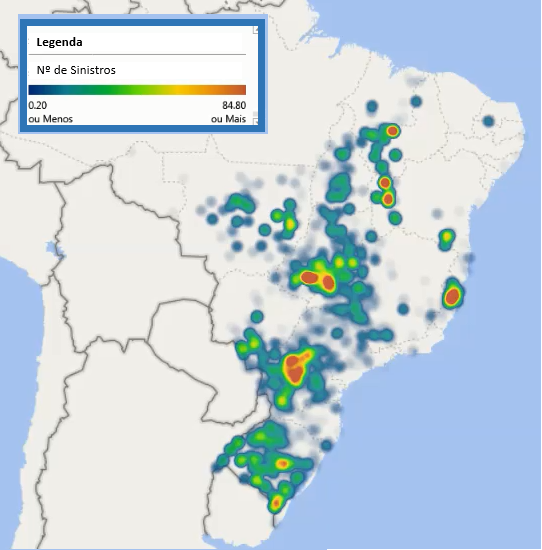 Legenda
Nº de Sinistros
0.20
84.80
ou Menos
ou Mais